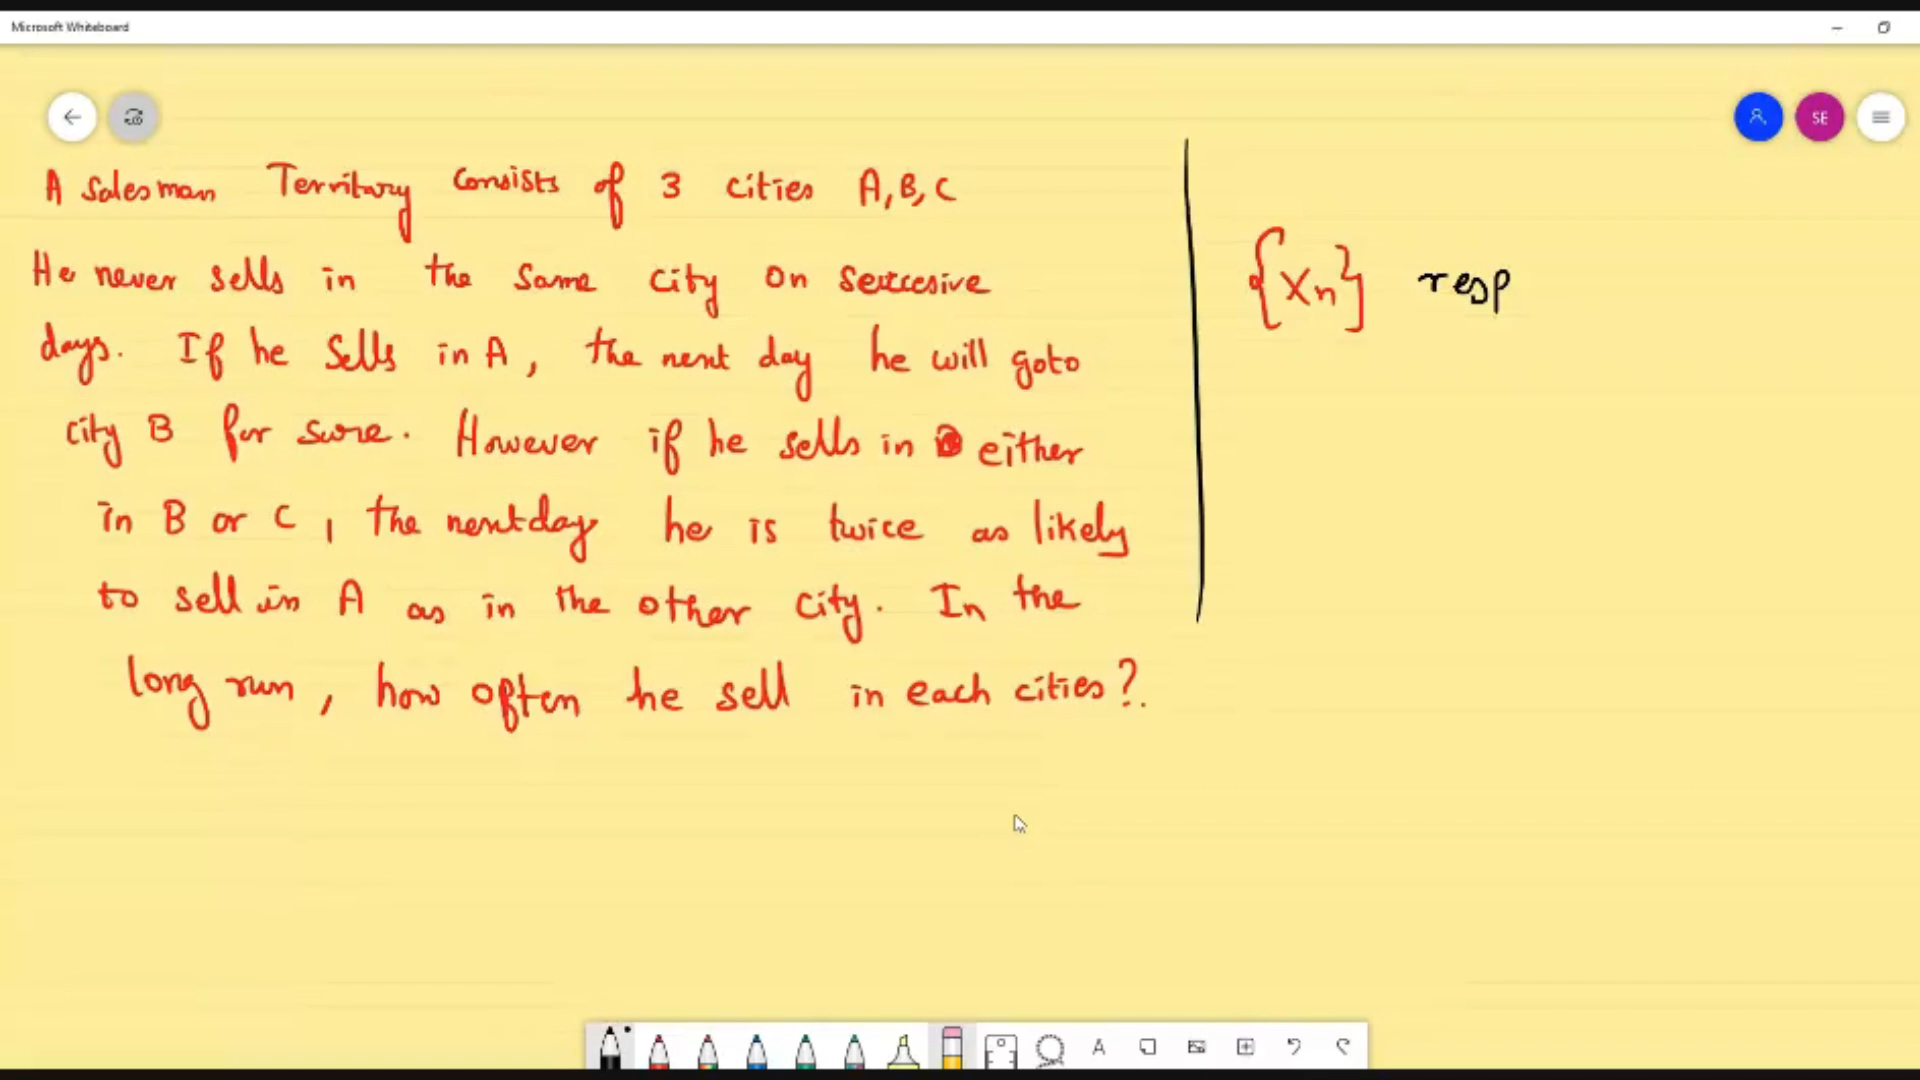 Microsoft Whiteboard
SE
A salesman Territory consists of 3 cities A,B,C
He never sells in the same city on succesive
days. If he sells in A, the next day he will goto
city B for sure. However if he sells in either
in B or C, the next day he is twice as likely
to sell in A as in the other city. In the
long run, how often he sell in each cities?.
{Xn} resp
A